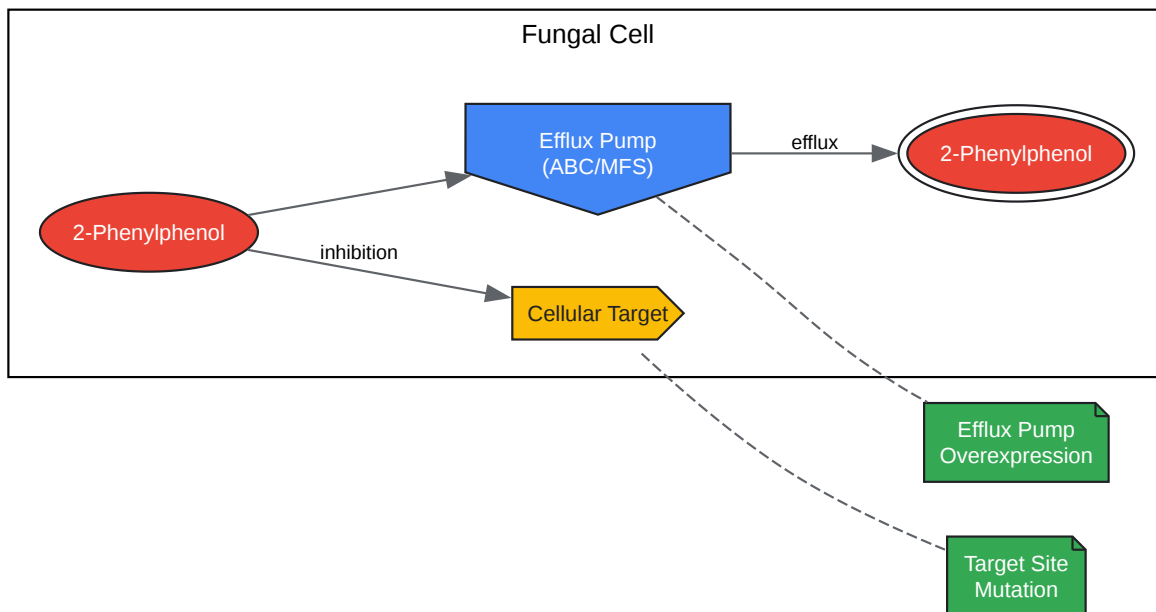 Fungal Cell
Efflux Pump
(ABC/MFS)
efflux
2-Phenylphenol
2-Phenylphenol
inhibition
Cellular Target
Efflux Pump
Overexpression
Target Site
Mutation